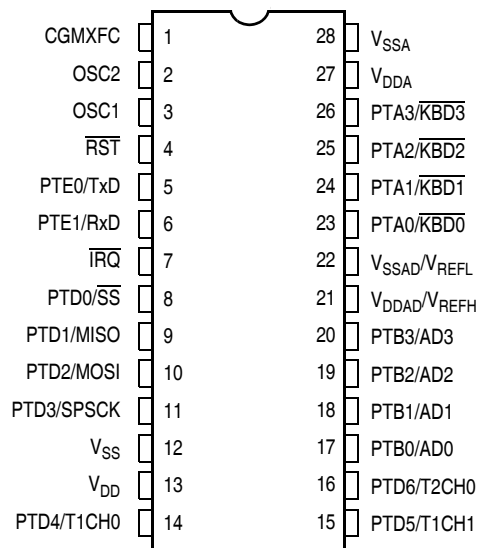 CGMXFC 1 28 VSSA
OSC2 2 27 VDDA
OSC1 3 26 PTA3/KBD3
RST 4 25 PTA2/KBD2
PTE0/TxD 5 24 PTA1/KBD1
PTE1/RxD 6 23 PTA0/KBD0
IRQ 7 22 VSSAD/VREFL
PTD0/SS 8 21 VDDAD/VREFH
PTD1/MISO 9 20 PTB3/AD3
PTD2/MOSI 10 19 PTB2/AD2
PTD3/SPSCK 11 18 PTB1/AD1
VSS 12 17 PTB0/AD0
VDD 13 16 PTD6/T2CH0
PTD4/T1CH0 14 15 PTD5/T1CH1